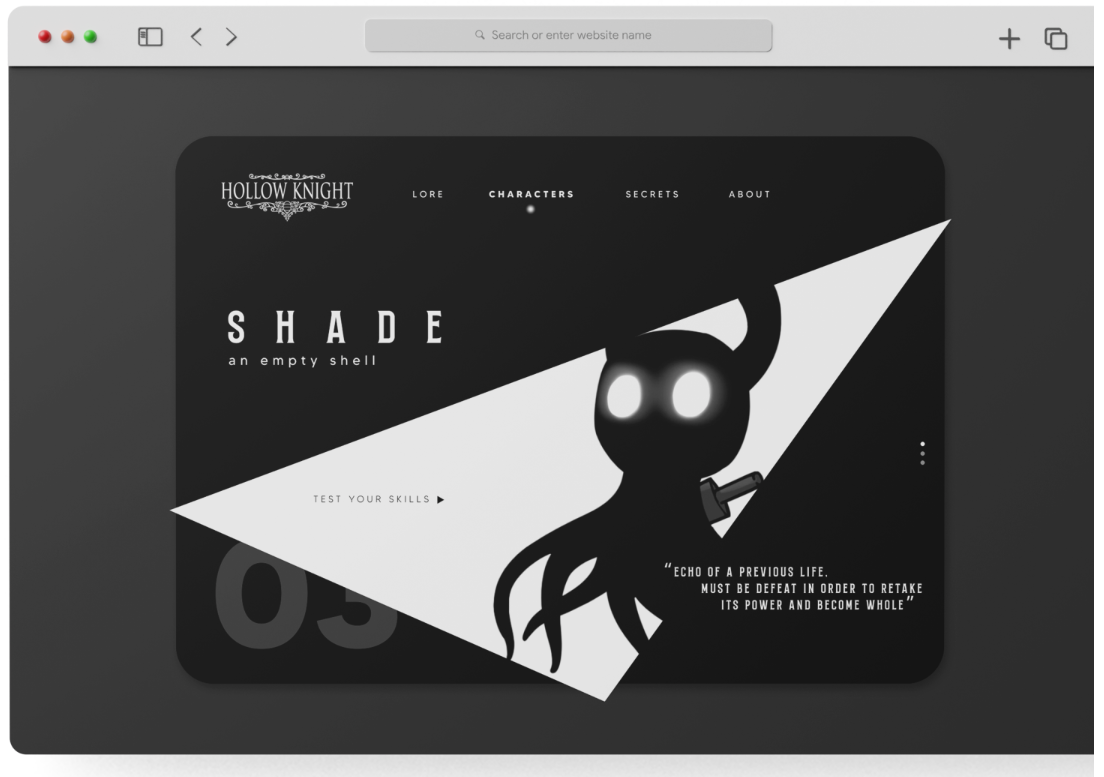 Search or enter website name
HOLLOW KNIGHT
LORE CHARACTERS SECRETS ABOUT
SHADE
an empty shell
TEST YOUR SKILLS
03
“ECHO OF A PREVIOUS LIFE.
MUST BE DEFEAT IN ORDER TO RETAKE
ITS POWER AND BECOME WHOLE”